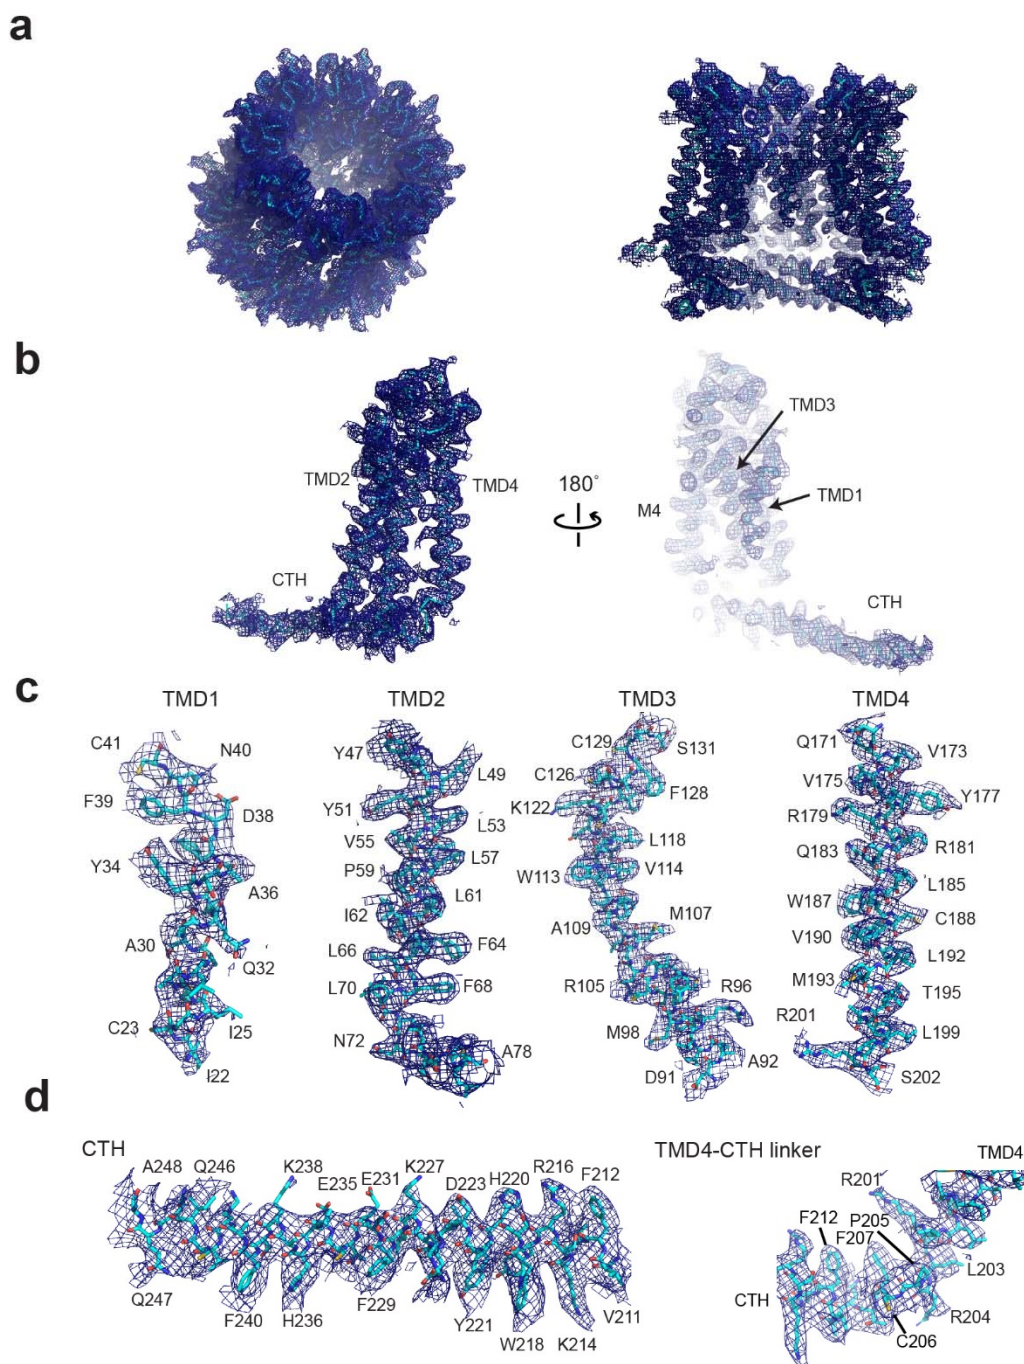 a
b
TMD2
TMD4
CTH
180°
TMD3
TMD1
M4
CTH
c
TMD1
TMD2
TMD3
TMD4
C41
N40
F39
D38
Y34
A36
A30
Q32
C23
I25
I22
Y47
L49
Y51
L53
V55
L57
P59
L61
I62
F64
L66
F68
L70
N72
A78
C129
S131
C126
F128
K122
L118
W113
V114
M107
A109
R105
R96
M98
A92
D91
Q171
V173
V175
Y177
R179
R181
Q183
L185
W187
C188
V190
L192
M193
T195
R201
L199
S202
d
CTH
A248
Q246
K238
E235
E231
K227
D223
H220
R216
F212
Q247
F240
H236
F229
Y221
W218
K214
V211
TMD4-CTH linker
TMD4
R201
F212
P205
F207
L203
CTH
R204
C206